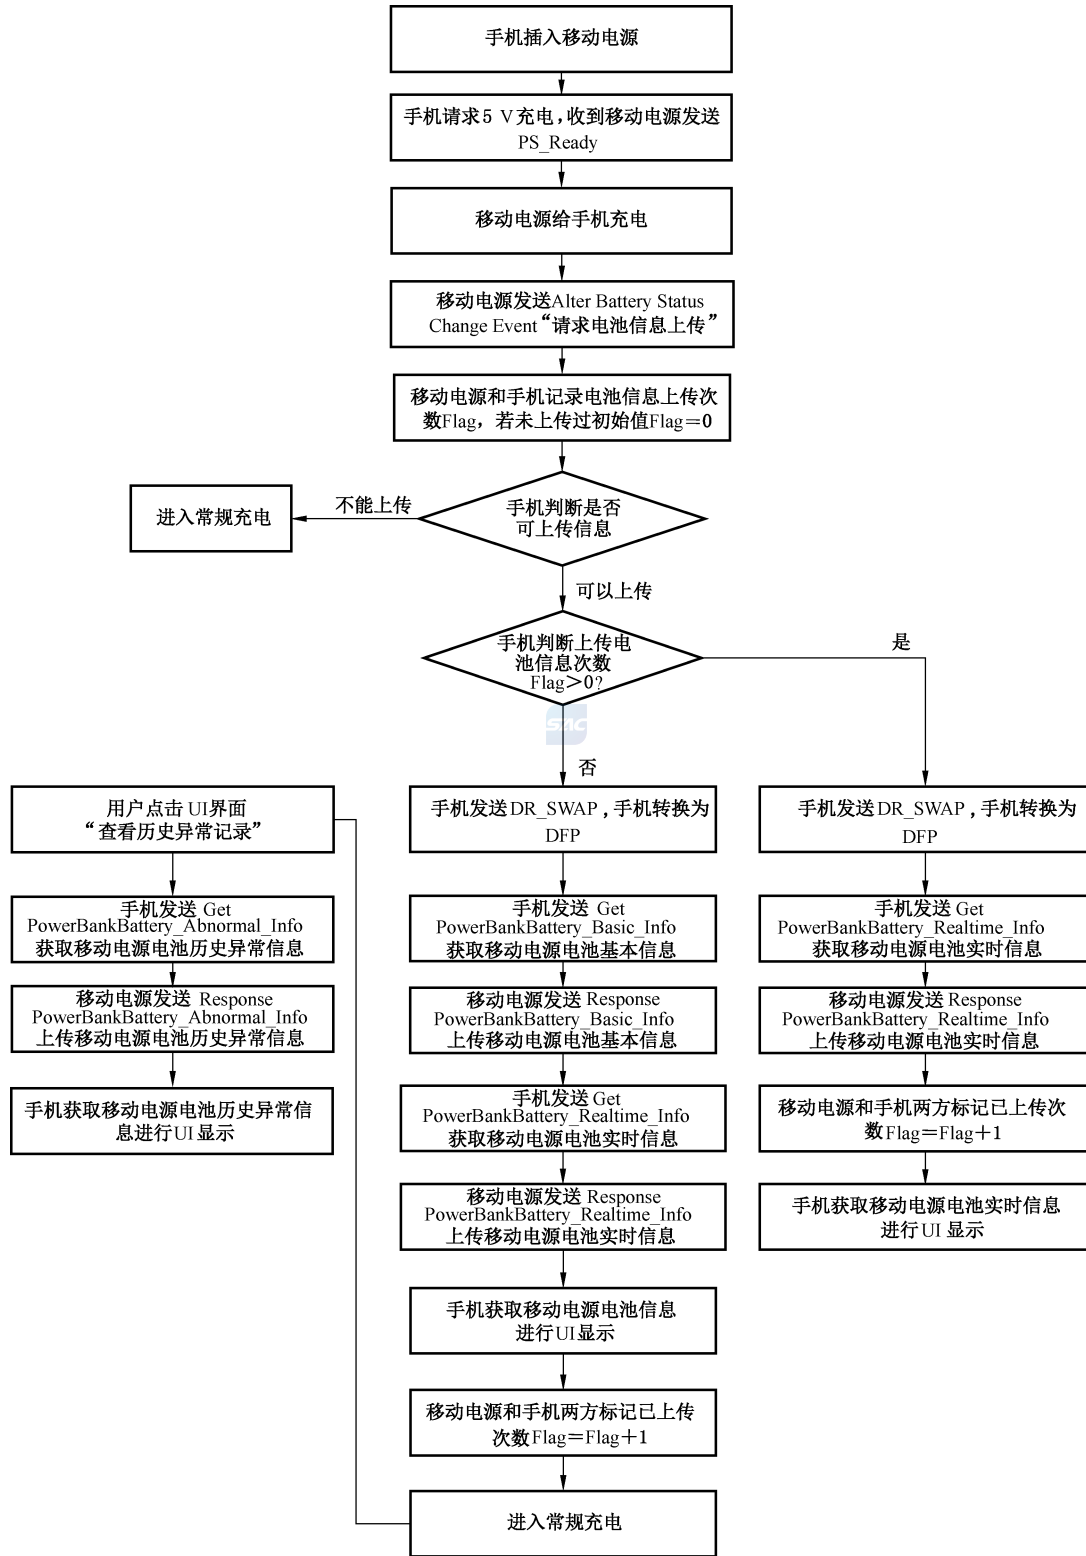 手机插入移动电源
手机请求5 V充电,收到移动电源发送
PS_Ready
移动电源给手机充电
移动电源发送Alter Battery Status
Change Event“请求电池信息上传”
移动电源和手机记录电池信息上传次
数Flag，若未上传过初始值Flag=0
手机判断是否
可上传信息
不能上传
进入常规充电
可以上传
手机判断上传电
池信息次数
Flag>0?
是
SAC
否
用户点击 UI界面
“查看历史异常记录”
手机发送 Get
PowerBankBattery_Abnormal_Info
获取移动电源电池历史异常信息
移动电源发送 Response
PowerBankBattery_Abnormal_Info
上传移动电源电池历史异常信息
手机获取移动电源电池历史异常信
息进行UI显示
手机发送DR_SWAP,手机转换为
DFP
手机发送 Get
PowerBankBattery_Basic_Info
获取移动电源电池基本信息
移动电源发送 Response
PowerBankBattery_Basic_Info
上传移动电源电池基本信息
手机发送 Get
PowerBankBattery_Realtime_Info
获取移动电源电池实时信息
移动电源发送 Response
PowerBankBattery_Realtime_Info
上传移动电源电池实时信息
手机获取移动电源电池信息
进行UI显示
移动电源和手机两方标记已上传
次数Flag=Flag+1
进入常规充电
手机发送DR_SWAP,手机转换为
DFP
手机发送 Get
PowerBankBattery_Realtime_Info
获取移动电源电池实时信息
移动电源发送 Response
PowerBankBattery_Realtime_Info
上传移动电源电池实时信息
移动电源和手机两方标记已上传次
数Flag=Flag+1
手机获取移动电源电池实时信息
进行UI 显示